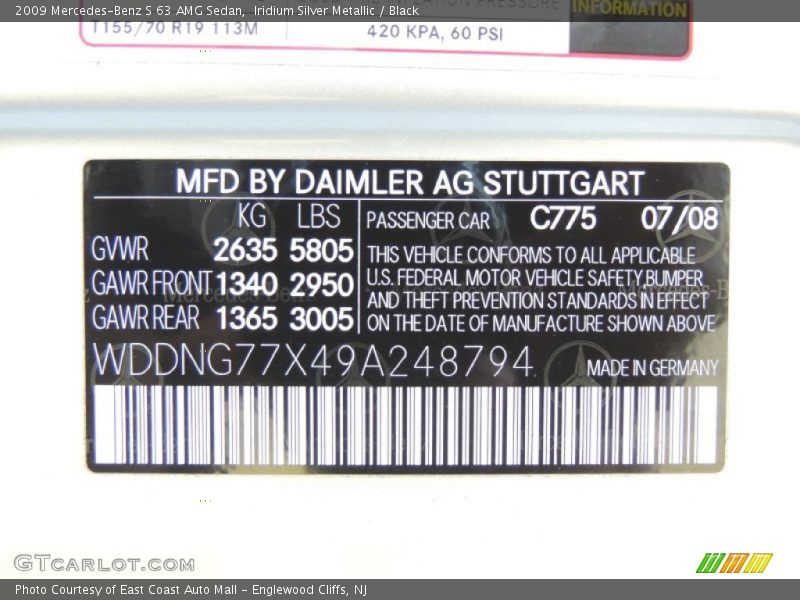 2009 Mercedes-Benz S 63 AMG Sedan, Iridium Silver Metallic / Black
INFORMATION
T155/70 R19 113M 420 KPA, 60 PSI
MFD BY DAIMLER AG STUTTGART
KG LBS
GVWR 2635 5805
GAWR FRONT 1340 2950
GAWR REAR 1365 3005
PASSENGER CAR C775 07/08
THIS VEHICLE CONFORMS TO ALL APPLICABLE
U.S. FEDERAL MOTOR VEHICLE SAFETY,BUMPER
AND THEFT PREVENTION STANDARDS IN EFFECT
ON THE DATE OF MANUFACTURE SHOWN ABOVE
WDDNG77X49A248794 MADE IN GERMANY
GTcarlot.com
Photo Courtesy of East Coast Auto Mall - Englewood Cliffs, NJ